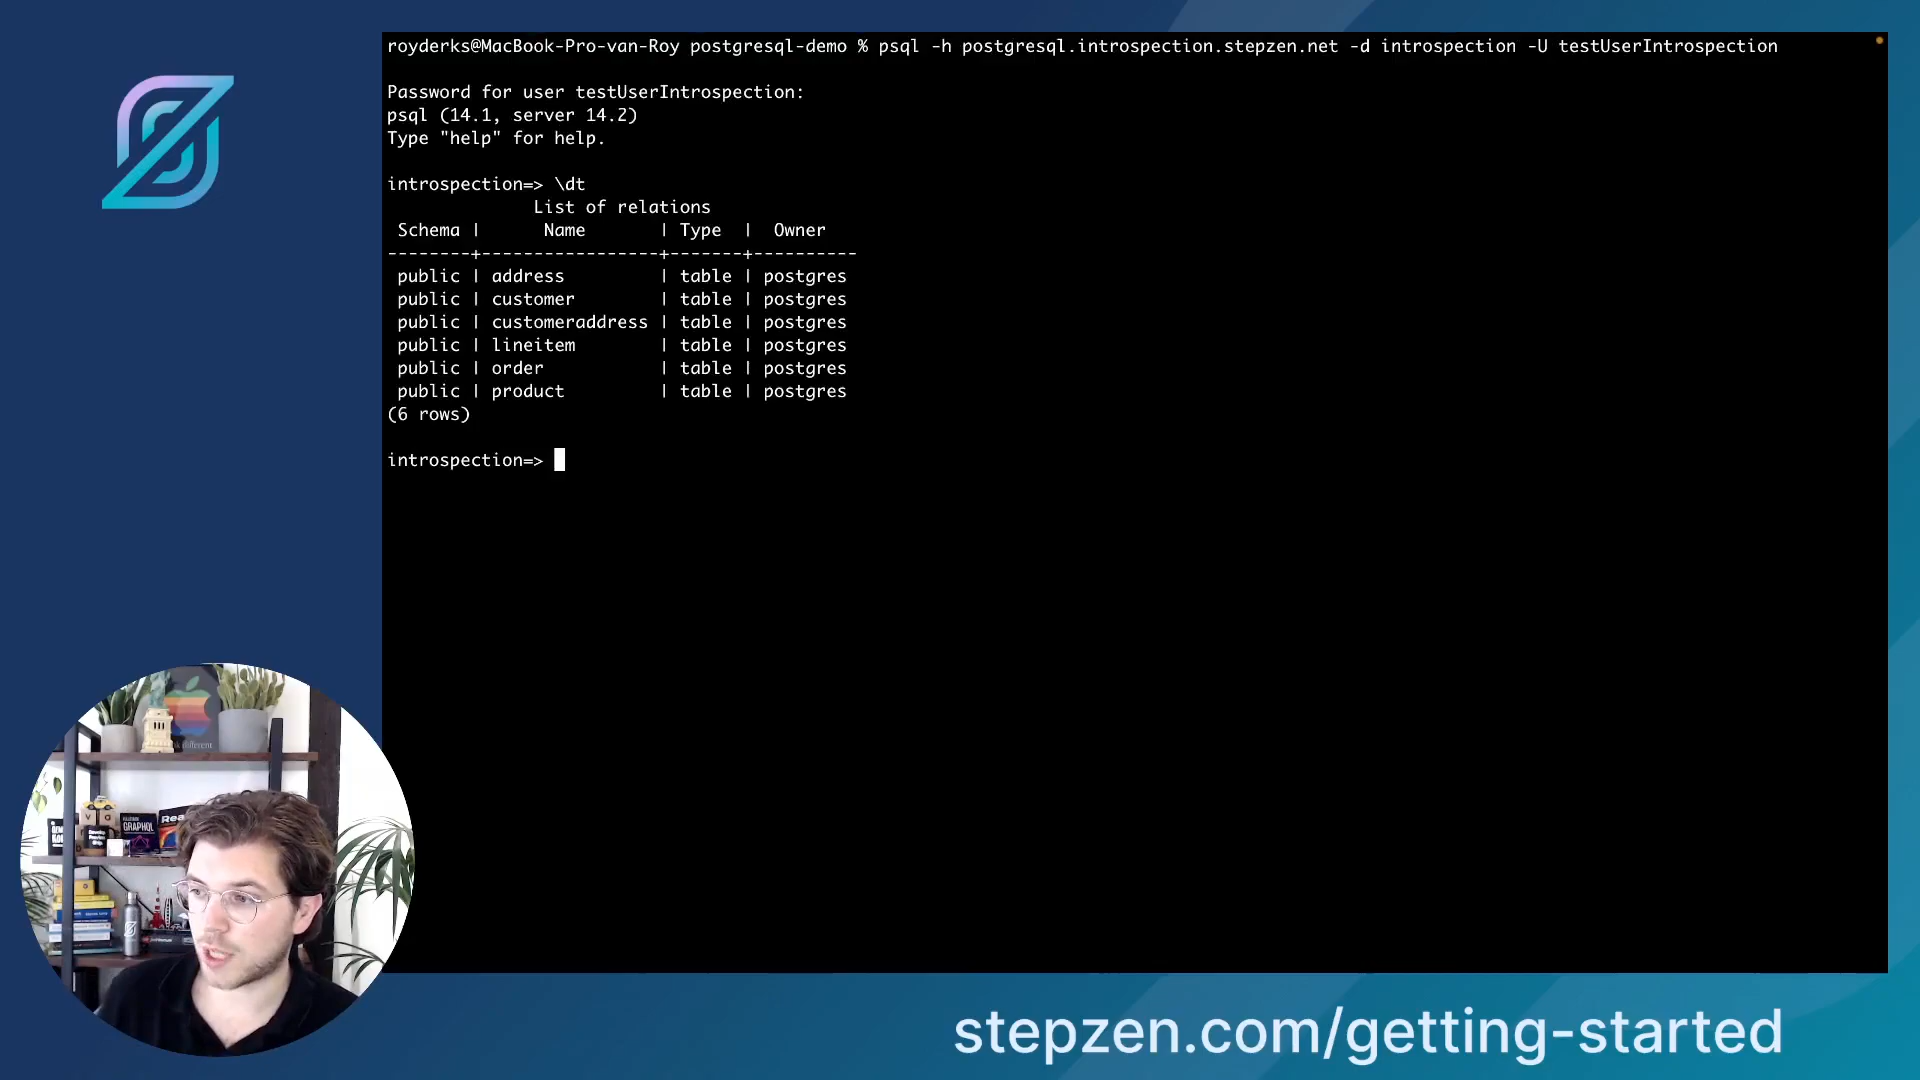 royderks@MacBook-Pro-van-Roy postgresql-demo % psql -h postgresql.introspection.stepzen.net -d introspection -U testUserIntrospection
Password for user testUserIntrospection:
psql (14.1, server 14.2)
Type "help" for help.
introspection=> \dt
List of relations
Schema | Name | Type | Owner
--------+-----------------+-------+----------
public | address | table | postgres
public | customer | table | postgres
public | customeraddress | table | postgres
public | lineitem | table | postgres
public | order | table | postgres
public | product | table | postgres
(6 rows)
introspection=>
GRAPHQL
stepzen.com/getting-started